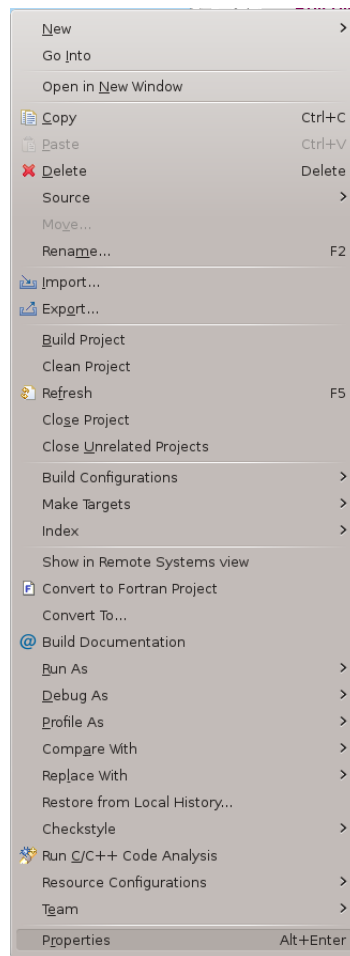 New
Go Into
Open in New Window
Copy Ctrl+C
Paste Ctrl+V
Delete Delete
Source
Move...
Rename... F2
Import...
Export...
Build Project
Clean Project
Refresh F5
Close Project
Close Unrelated Projects
Build Configurations
Make Targets
Index
Show in Remote Systems view
Convert to Fortran Project
Convert To...
Build Documentation
Run As
Debug As
Profile As
Compare With
Replace With
Restore from Local History...
Checkstyle
Run C/C++ Code Analysis
Resource Configurations
Team
Properties Alt+Enter